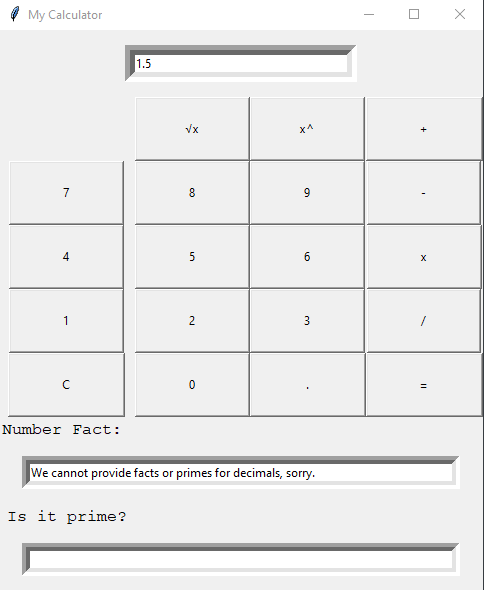 My Calculator
1.5
√x x^ +
7 8 9 -
4 5 6 x
1 2 3 /
C 0 . =
Number Fact:
We cannot provide facts or primes for decimals, sorry.
Is it prime?